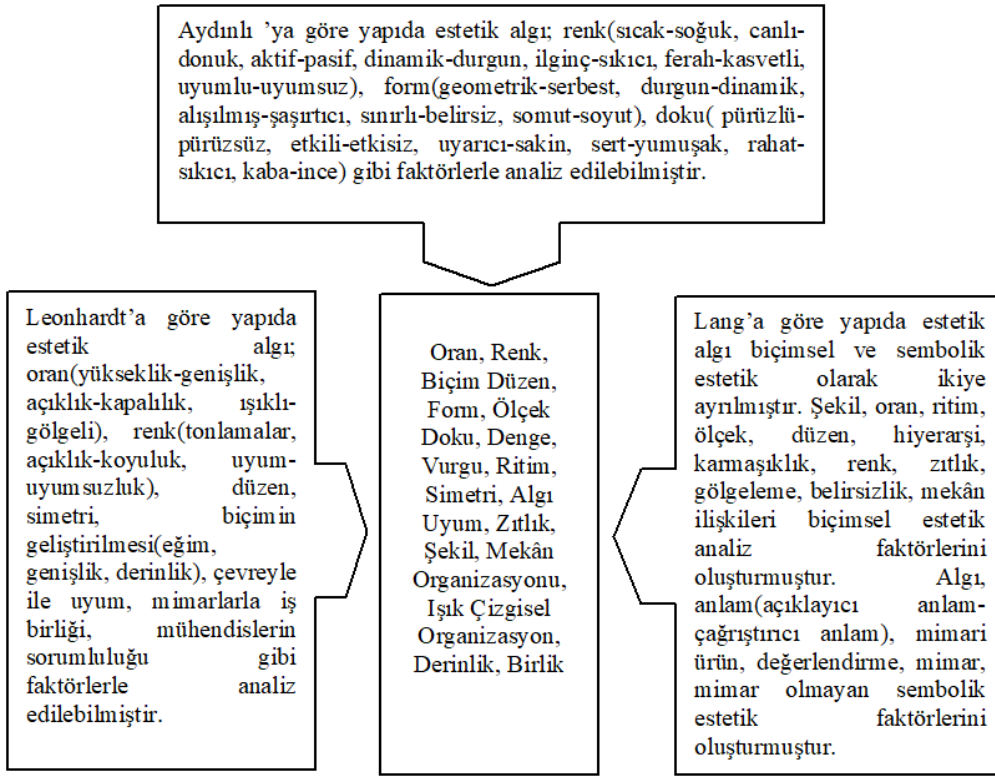 Aydınlı ’ya göre yapıda estetik algı; renk(sıcak-soğuk, canlı-
donuk, aktif-pasif, dinamik-durgun, ilginç-sıkıcı, ferah-kasvetli,
uyumlu-uyumsuz), form(geometrik-serbest, durgun-dinamik,
alışılmış-şaşırtıcı, sınırlı-belirsiz, somut-soyut), doku( pürüzlü-
pürüzsüz, etkili-etkisiz, uyarıcı-sakin, sert-yumuşak, rahat-
sıkıcı, kaba-ince) gibi faktörlerle analiz edilebilmiştir.
Leonhardt’a göre yapıda
estetik algı;
oran(yükseklik-genişlik,
açıklık-kapalılık, ışıklı-
gölgeli), renk(tonlamalar,
açıklık-koyuluk, uyum-
uyumsuzluk), düzen,
simetri, biçimin
geliştirilmesi(eğim,
genişlik, derinlik), çevreyle
ile uyum, mimarlarla iş
birliği, mühendislerin
sorumluluğu gibi
faktörlerle analiz
edilebilmiştir.
Oran, Renk,
Biçim Düzen,
Form, Ölçek
Doku, Denge,
Vurgu, Ritim,
Simetri, Algı
Uyum, Zıtlık,
Şekil, Mekân
Organizasyonu,
Işık Çizgisel
Organizasyon,
Derinlik, Birlik
Lang’a göre yapıda estetik
algı biçimsel ve sembolik
estetik olarak ikiye
ayrılmıştır. Şekil, oran, ritim,
ölçek, düzen, hiyerarşi,
karmaşıklık, renk, zıtlık,
gölgeleme, belirsizlik, mekân
ilişkileri biçimsel estetik
analiz faktörlerini
oluşturmuştur. Algı,
anlam(açıklayıcı anlam-
çağrıştırıcı anlam), mimari
ürün, değerlendirme, mimar,
mimar olmayan sembolik
estetik faktörlerini
oluşturmuştur.